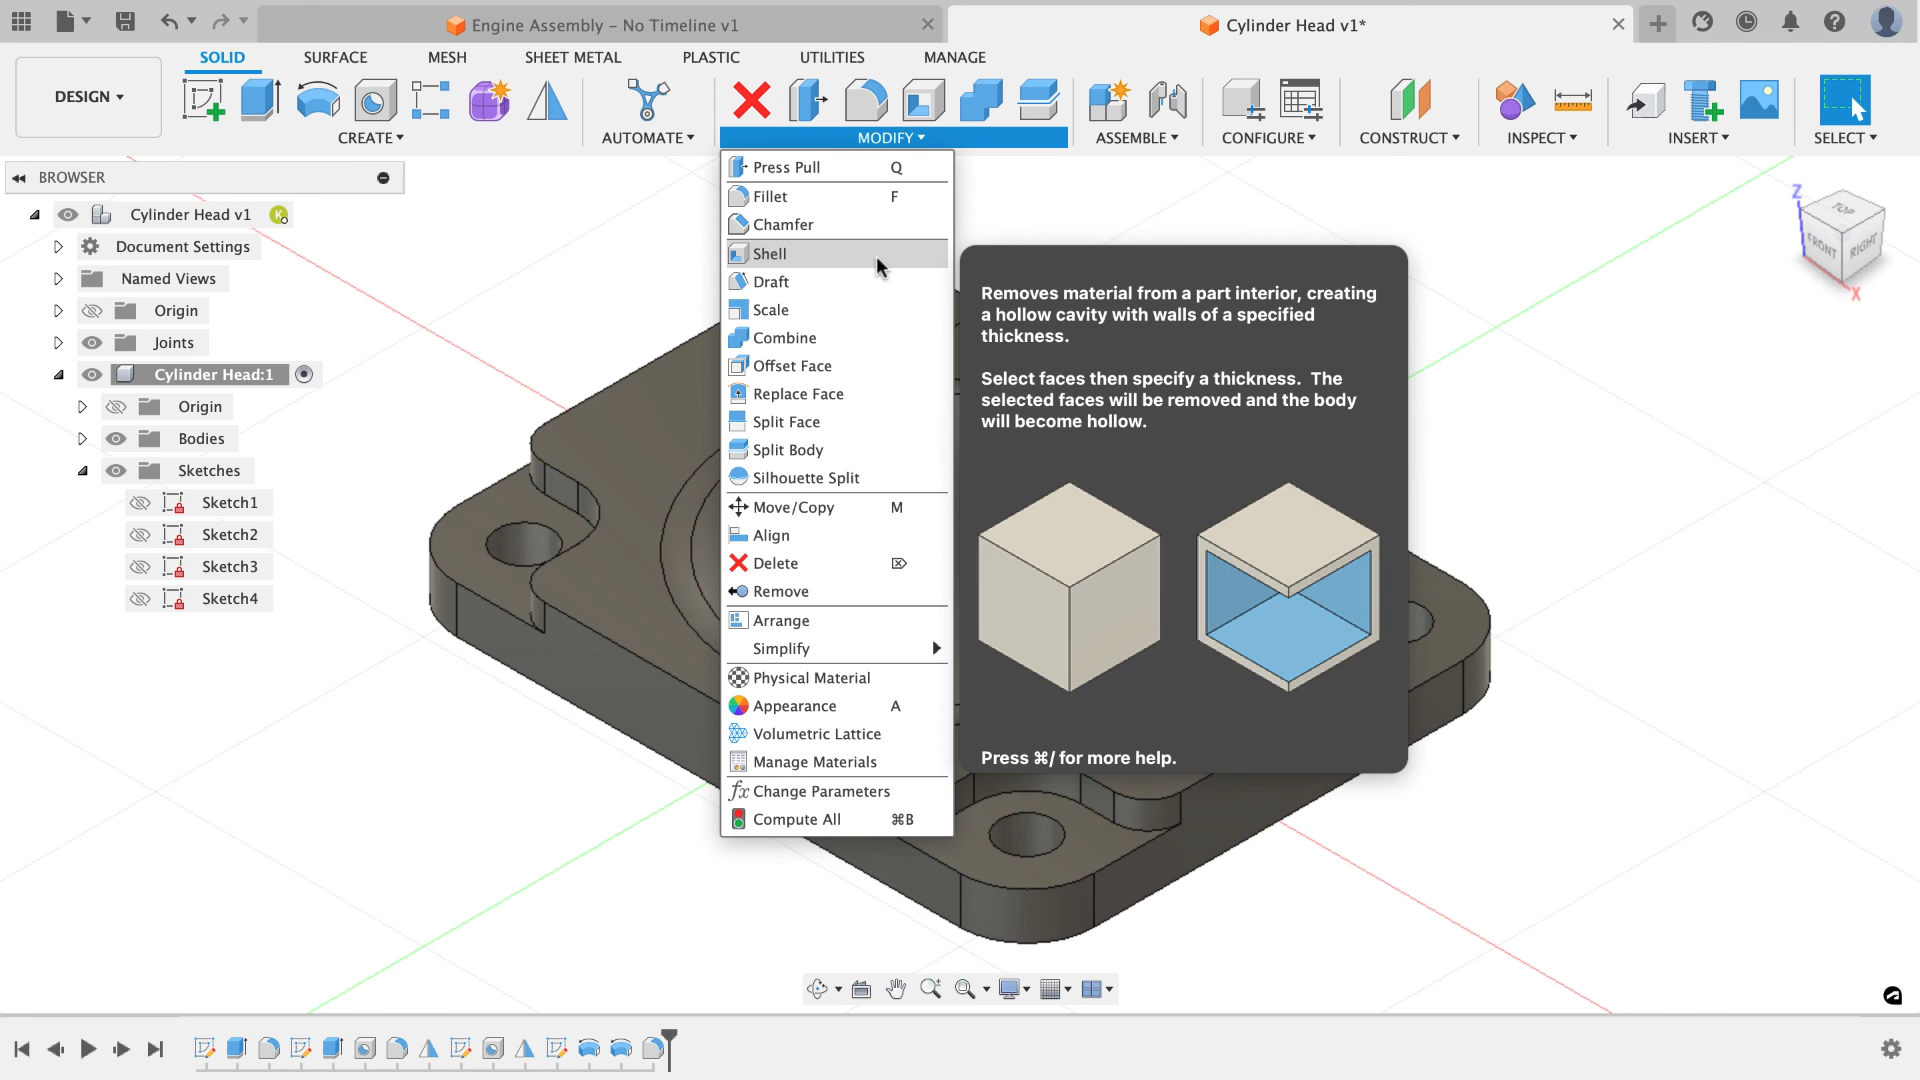 Engine Assembly – No Timeline v1
Cylinder Head v1*
DESIGN
SOLID
SURFACE
MESH
SHEET METAL
PLASTIC
UTILITIES
MANAGE
CREATE
AUTOMATE
MODIFY
ASSEMBLE
CONFIGURE
CONSTRUCT
INSPECT
INSERT
SELECT
BROWSER
Cylinder Head v1
K
Document Settings
Named Views
Origin
Joints
Cylinder Head:1
Origin
Bodies
Sketches
Sketch1
Sketch2
Sketch3
Sketch4
Press Pull Q
Fillet F
Chamfer
Shell
Draft
Scale
Combine
Offset Face
Replace Face
Split Face
Split Body
Silhouette Split
Move/Copy M
Align
Delete ⌦
Remove
Arrange
Simplify
Physical Material
Appearance A
Volumetric Lattice
Manage Materials
fx Change Parameters
Compute All ⌘B
Removes material from a part interior, creating
a hollow cavity with walls of a specified
thickness.
Select faces then specify a thickness. The
selected faces will be removed and the body
will become hollow.
Press ⌘/ for more help.
Z
TOP
FRONT
RIGHT
X